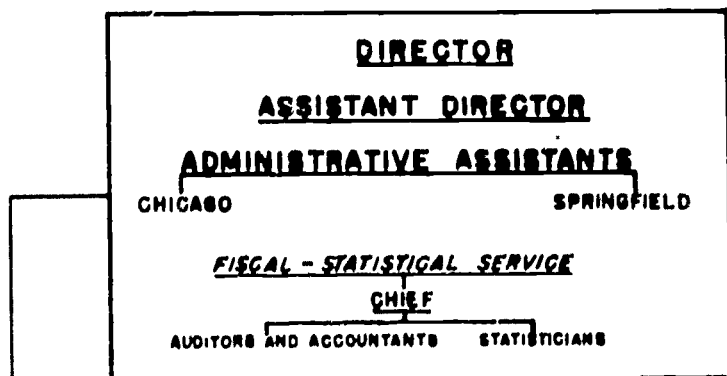 DIRECTOR
ASSISTANT DIRECTOR
ADMINISTRATIVE ASSISTANTS
CHICAGO SPRINGFIELD
FISCAL - STATISTICAL SERVICE
CHIEF
AUDITORS AND ACCOUNTANTS STATISTICIANS